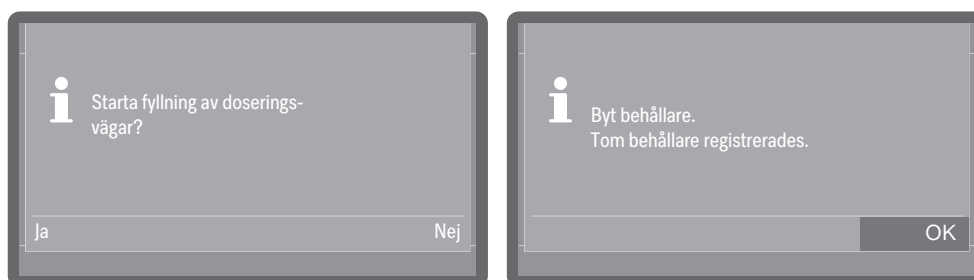 Starta fyllning av doserings-
vägar?
Ja
Nej
Byt behållare.
Tom behållare registrerades.
OK